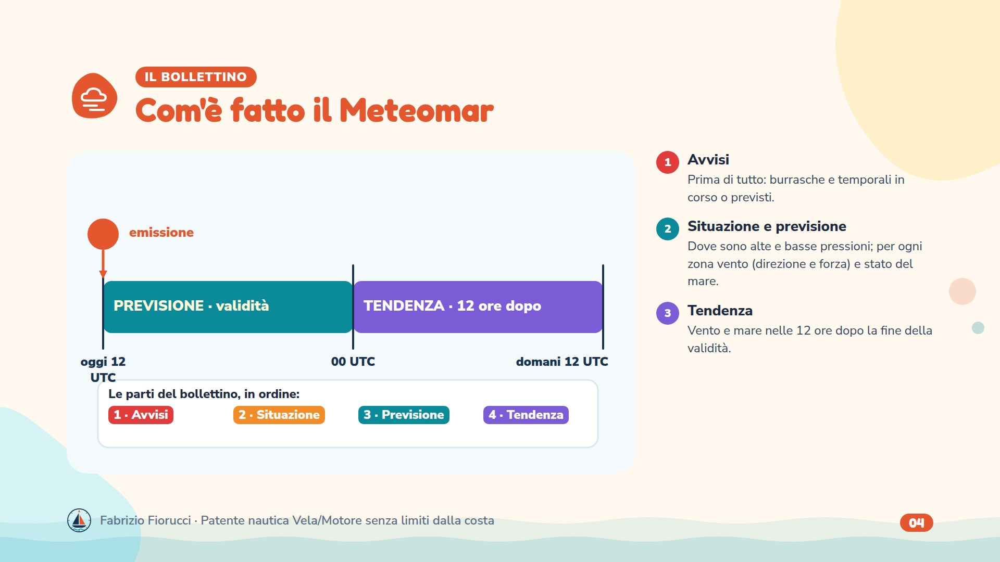 IL BOLLETTINO
Com'è fatto il Meteomar
emissione
PREVISIONE · validità
TENDENZA · 12 ore dopo
oggi 12
UTC
00 UTC
domani 12 UTC
Le parti del bollettino, in ordine:
1 · Avvisi
2 · Situazione
3 · Previsione
4 · Tendenza
1
Avvisi
Prima di tutto: burrasche e temporali in
corso o previsti.
2
Situazione e previsione
Dove sono alte e basse pressioni; per ogni
zona vento (direzione e forza) e stato del
mare.
3
Tendenza
Vento e mare nelle 12 ore dopo la fine della
validità.
Fabrizio Fiorucci · Patente nautica Vela/Motore senza limiti dalla costa
04